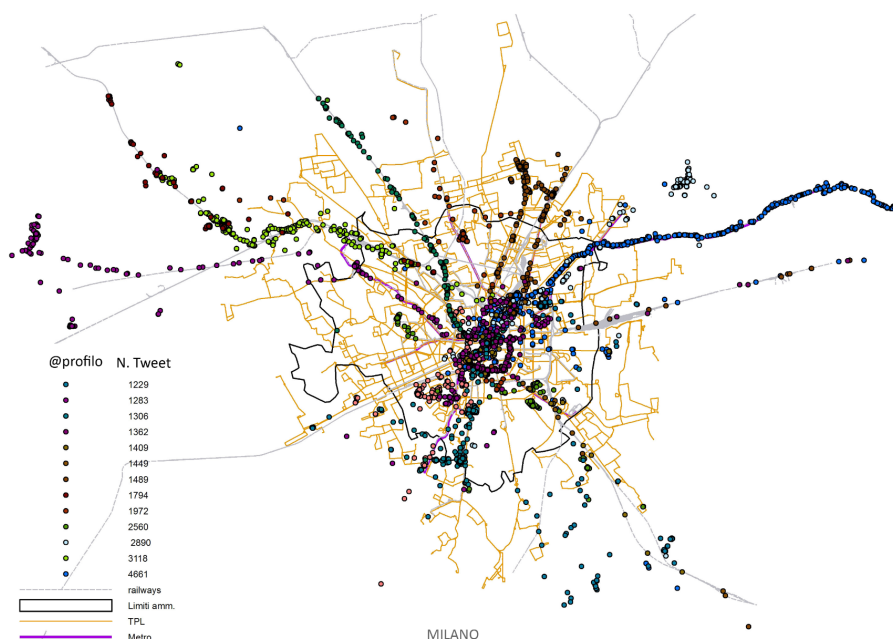 @profilo N. Tweet
1229
1283
1306
1362
1409
1449
1489
1794
1972
2560
2890
3118
4661
railways
Limiti amm.
TPL
Metro
MILANO